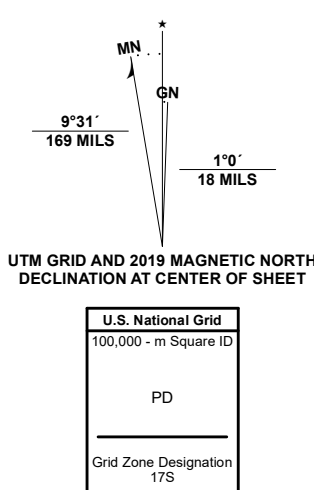 ★
MN
GN
9°31´
169 MILS
1°0´
18 MILS
UTM GRID AND 2019 MAGNETIC NORTH
DECLINATION AT CENTER OF SHEET
U.S. National Grid
100,000 - m Square ID
PD
Grid Zone Designation
17S